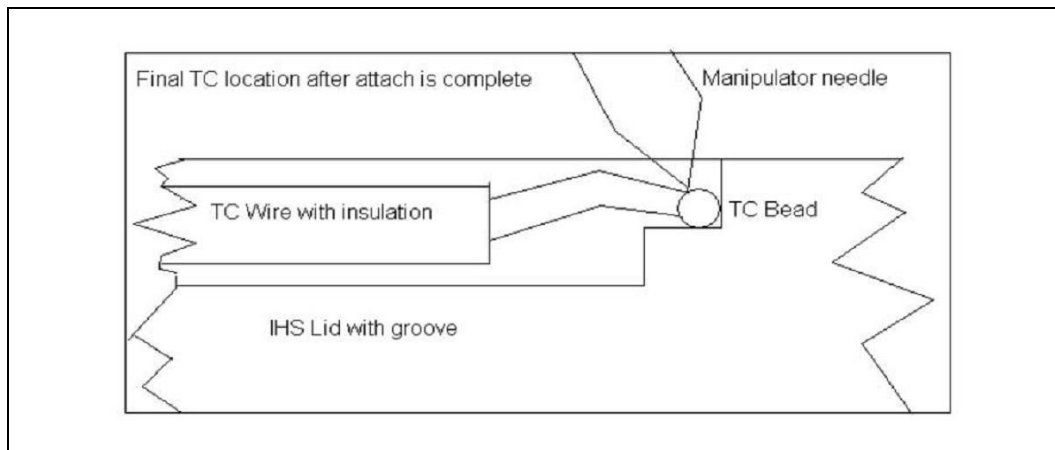 Final TC location after attach is complete
Manipulator needle
TC Wire with insulation
TC Bead
IHS Lid with groove